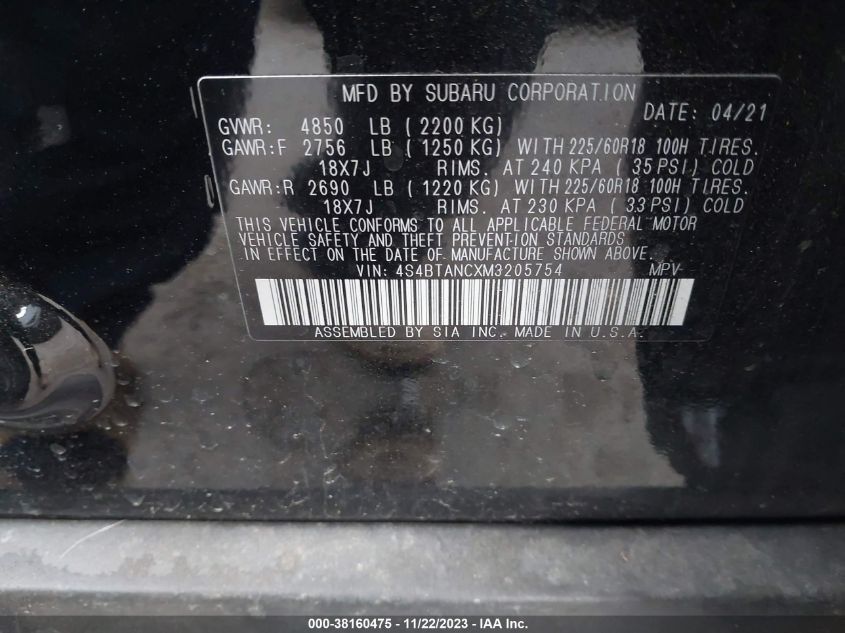 MFD BY SUBARU CORPORATION
DATE: 04/21
GVWR: 4850 LB (2200 KG)
GAWR:F 2756 LB (1250 KG) WITH 225/60R18 100H TIRES.
18X7J RIMS. AT 240 KPA (35 PSI) COLD
GAWR:R 2690 LB (1220 KG) WITH 225/60R18 100H TIRES.
18X7J RIMS. AT 230 KPA (33 PSI) COLD
THIS VEHICLE CONFORMS TO ALL APPLICABLE FEDERAL MOTOR
VEHICLE SAFETY AND THEFT PREVENTION STANDARDS
IN EFFECT ON THE DATE OF MANUFACTURE SHOWN ABOVE.
VIN: 4S4BTANCXM3205754 MPV
ASSEMBLED BY SIA INC. MADE IN U.S.A.
000-38160475 - 11/22/2023 - IAA Inc.